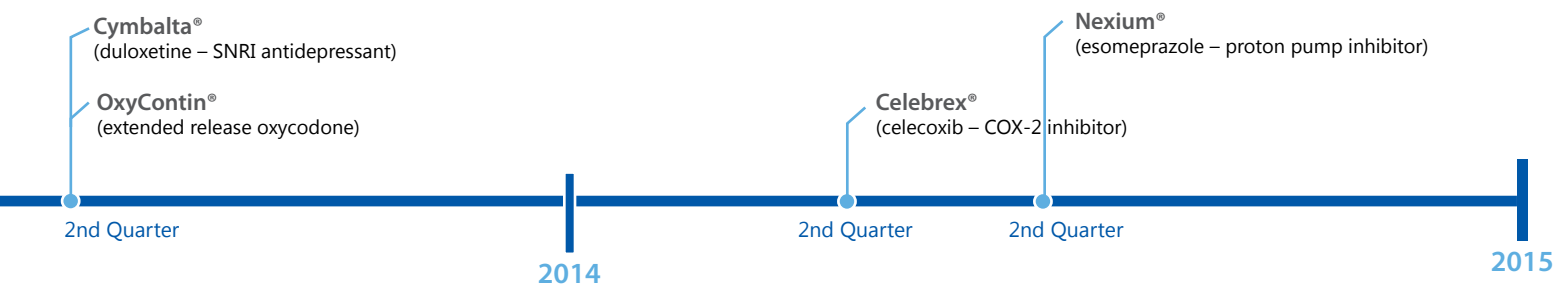 Cymbalta®
(duloxetine – SNRI antidepressant)
OxyContin®
(extended release oxycodone)
2nd Quarter
2014
Celebrex®
(celecoxib – COX-2 inhibitor)
2nd Quarter
Nexium®
(esomeprazole – proton pump inhibitor)
2nd Quarter
2015